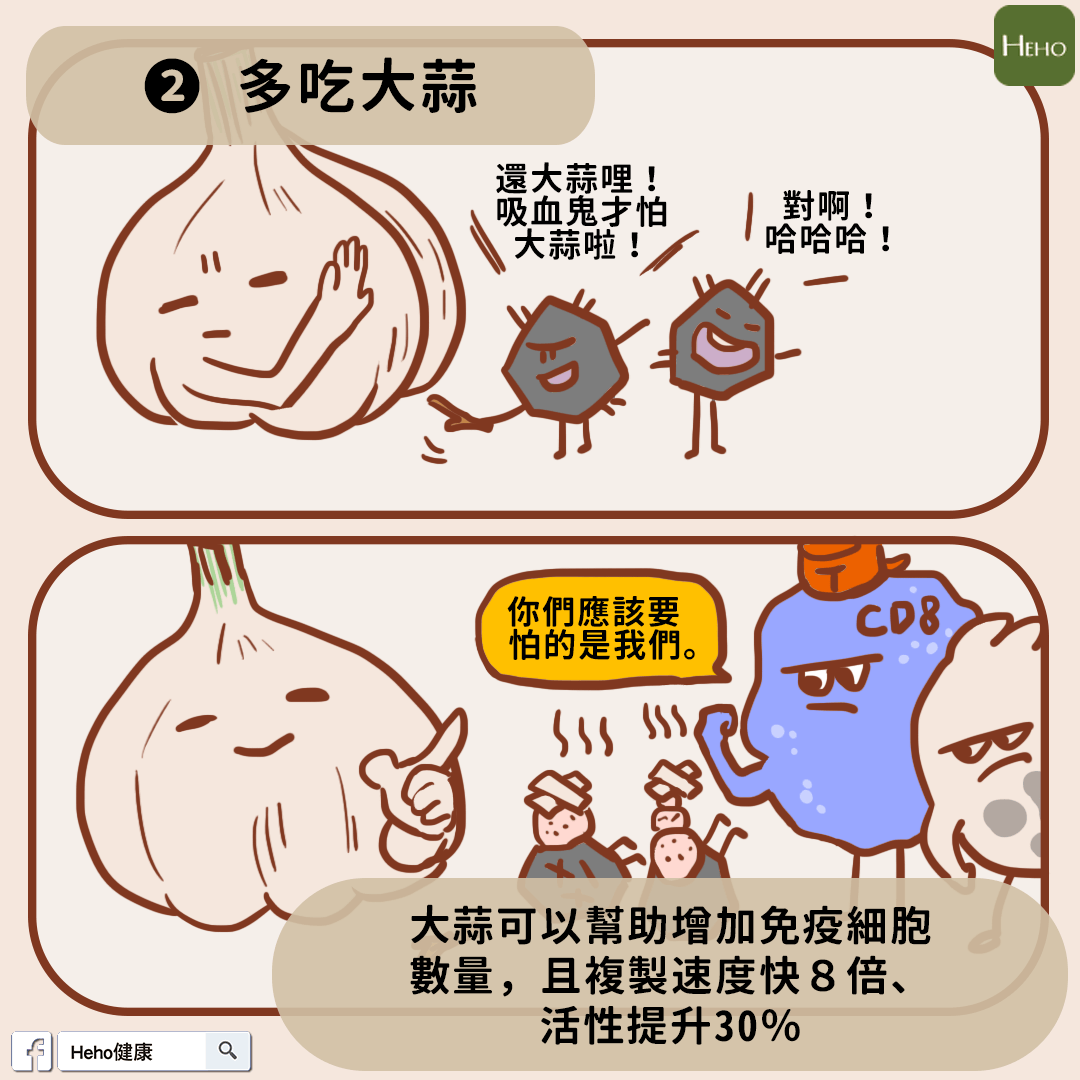 ❷ 多吃大蒜
HEHO
還大蒜哩！
吸血鬼才怕
大蒜啦！
對啊！
哈哈哈！
你們應該要
怕的是我們。
T
CD8
大蒜可以幫助增加免疫細胞
數量，且複製速度快８倍、
活性提升30%
f
Heho健康